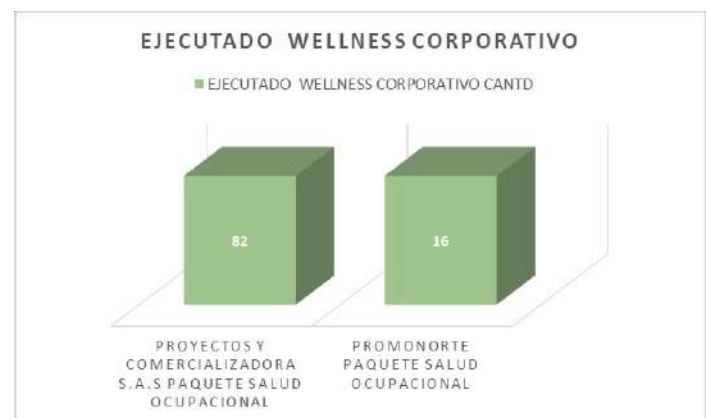 EJECUTADO WELLNESS CORPORATIVO
EJECUTADO WELLNESS CORPORATIVO CANTD
82
16
PROYECTOS Y
COMERCIALIZADORA
S.A.S PAQUETE SALUD
OCUPACIONAL
PROMONORTE
PAQUETE SALUD
OCUPACIONAL